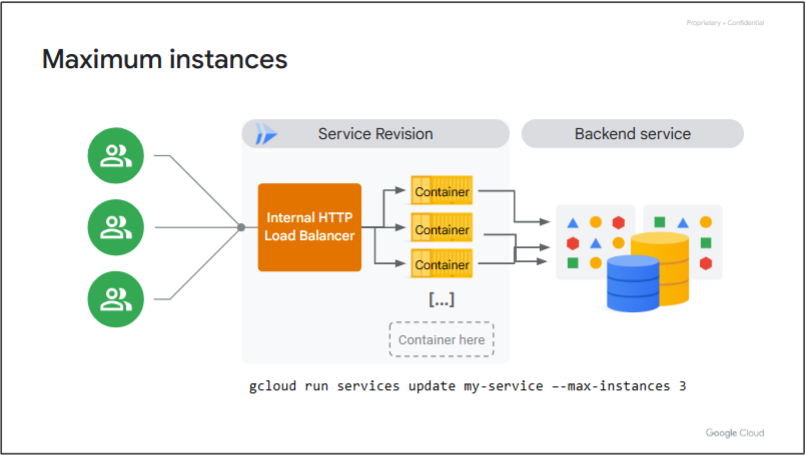 Proprietary + Confidential
Maximum instances
Service Revision
Backend service
Internal HTTP
Load Balancer
Container
Container
Container
[...]
Container here
gcloud run services update my-service --max-instances 3
Google Cloud